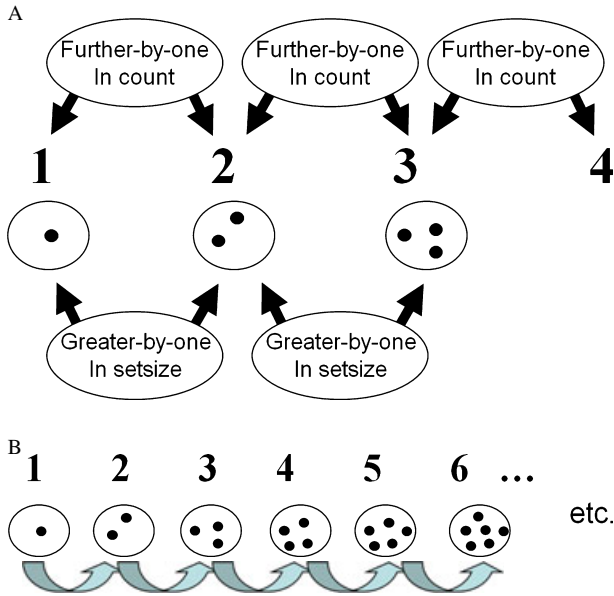 A
Further-by-one Further-by-one Further-by-one
In count In count In count
1 2 3 4
Greater-by-one Greater-by-one
In setsize In setsize
B
1 2 3 4 5 6 ...
etc.